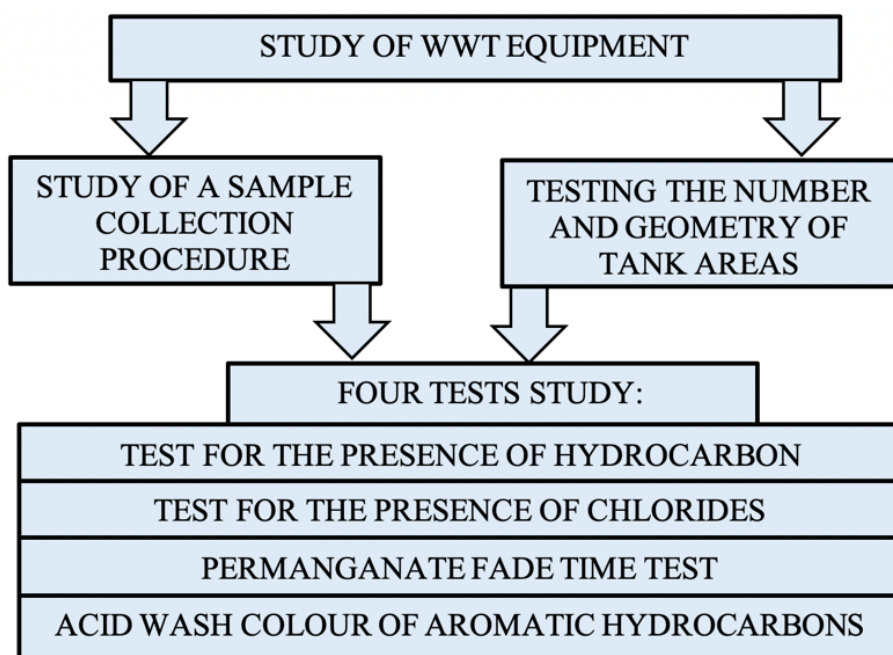 STUDY OF WWT EQUIPMENT
STUDY OF A SAMPLE
COLLECTION
PROCEDURE
TESTING THE NUMBER
AND GEOMETRY OF
TANK AREAS
FOUR TESTS STUDY:
TEST FOR THE PRESENCE OF HYDROCARBON
TEST FOR THE PRESENCE OF CHLORIDES
PERMANGANATE FADE TIME TEST
ACID WASH COLOUR OF AROMATIC HYDROCARBONS